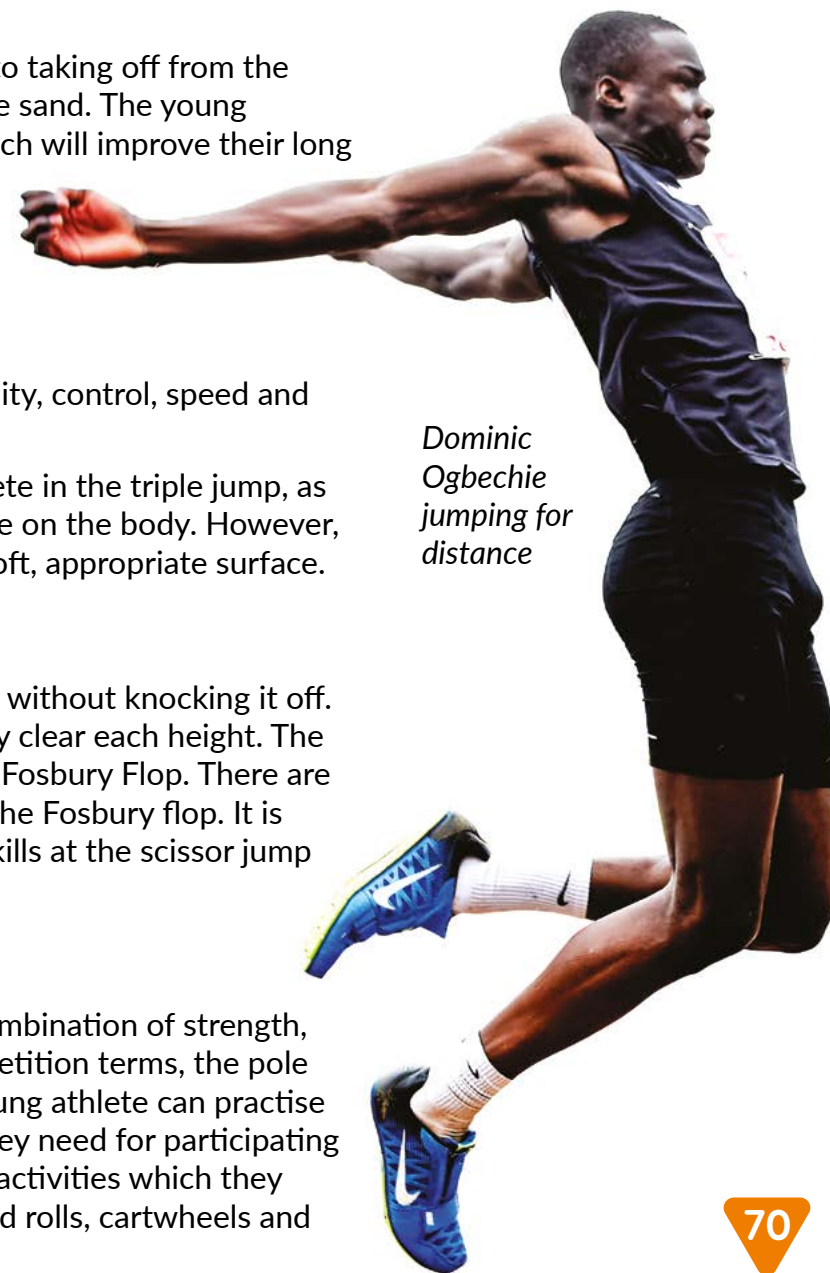 o taking off from the
e sand. The young
ch will improve their long
ity, control, speed and
Dominic
Ogbechie
jumping for
distance
ete in the triple jump, as
e on the body. However,
oft, appropriate surface.
without knocking it off.
y clear each height. The
Fosbury Flop. There are
he Fosbury flop. It is
kills at the scissor jump
mbination of strength,
petition terms, the pole
ung athlete can practise
ey need for participating
activities which they
d rolls, cartwheels and
70